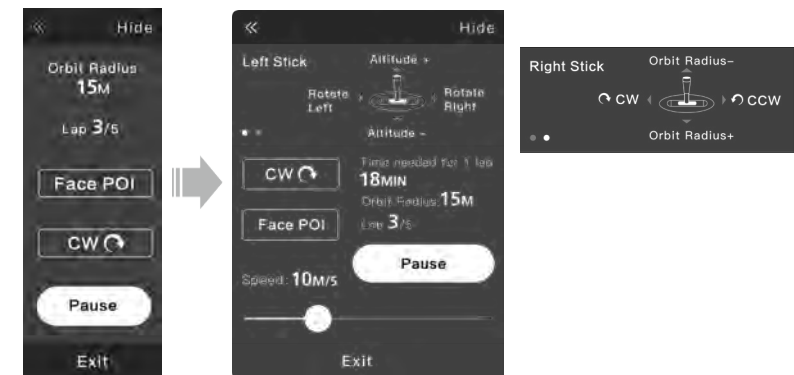 Hide
Orbit Radius
15M
Lap 3/5
Face POI
CW
Pause
Exit
Hide
Left Stick
Altitude +
Rotate Left
Rotate Right
Altitude -
CW
Time needed for 1 lap
18MIN
Orbit Radius 15M
Lap 3/5
Face POI
Pause
Speed: 10M/S
Exit
Right Stick
Orbit Radius–
CW
CCW
Orbit Radius+